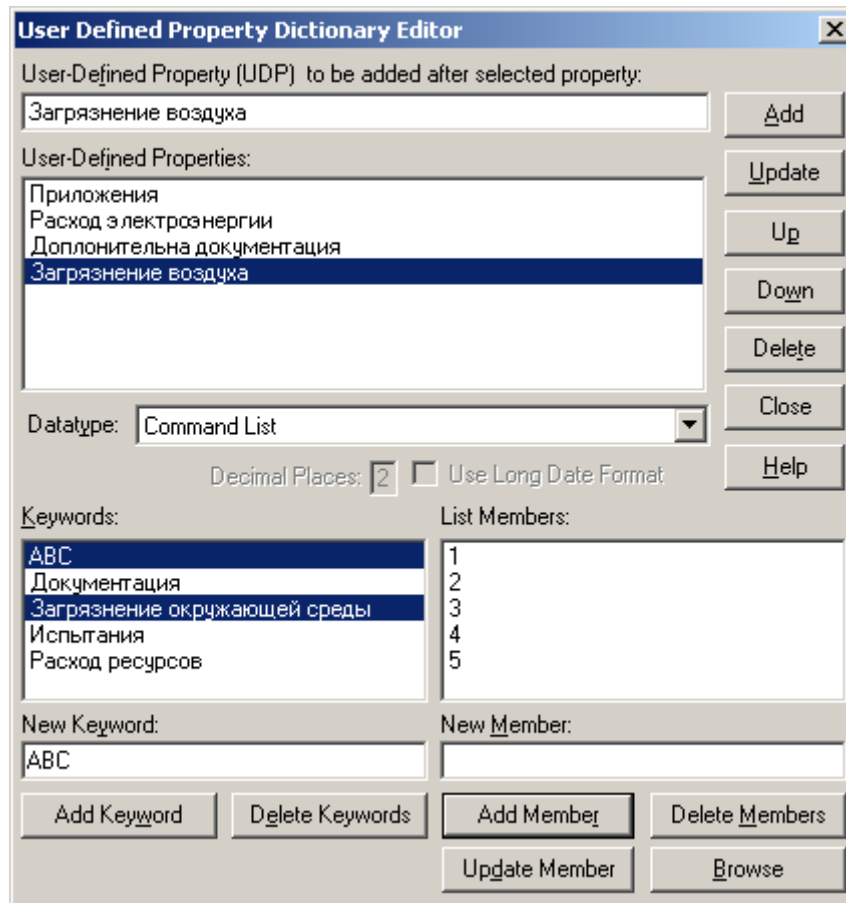 User Defined Property Dictionary Editor
User-Defined Property (UDP) to be added after selected property:
Загрязнение воздуха
Add
User-Defined Properties:
Update
Приложения
Расход электроэнергии
Up
Доплонительна документация
Загрязнение воздуха
Down
Delete
Close
Datatype: Command List
Help
Decimal Places: 2 Use Long Date Format
Keywords: List Members:
ABC 1
Документация 2
Загрязнение окружающей среды 3
Испытания 4
Расход ресурсов 5
New Keyword: New Member:
ABC
Add Keyword Delete Keywords Add Member Delete Members
Update Member Browse